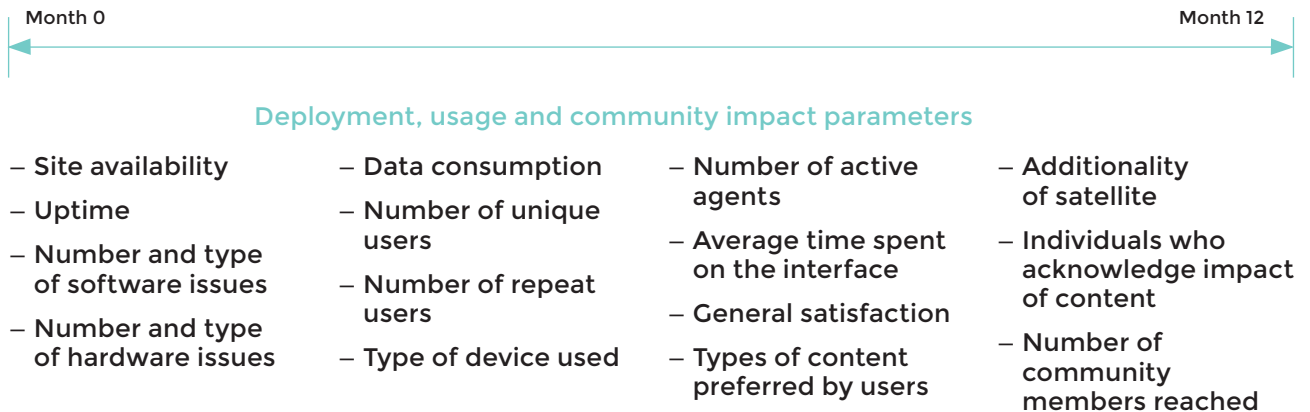 Month 0
Month 12
Deployment, usage and community impact parameters
– Site availability
– Uptime
– Number and type
of software issues
– Number and type
of hardware issues
– Data consumption
– Number of unique
users
– Number of repeat
users
– Type of device used
– Number of active
agents
– Average time spent
on the interface
– General satisfaction
– Types of content
preferred by users
– Additionality
of satellite
– Individuals who
acknowledge impact
of content
– Number of
community
members reached